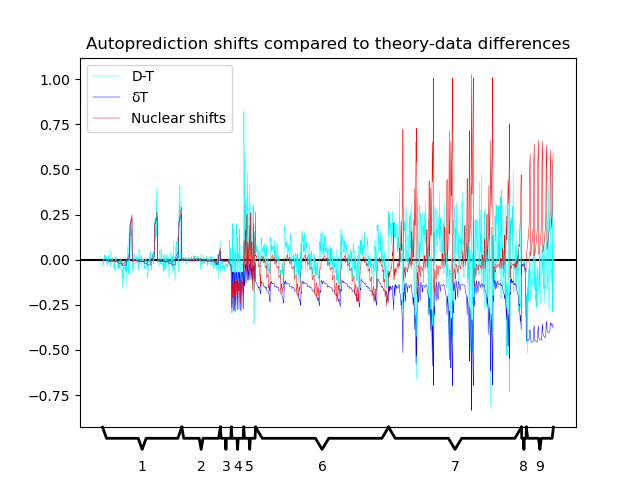 Autoprediction shifts compared to theory-data differences
D-T
δT
Nuclear shifts
1.00
0.75
0.50
0.25
0.00
−0.25
−0.50
−0.75
1 2 3 4 5 6 7 8 9